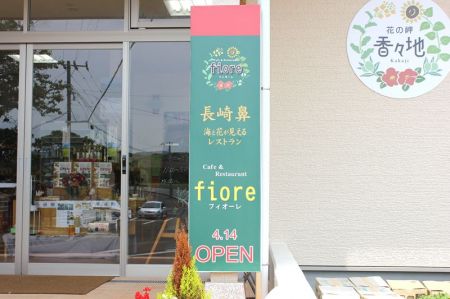 fiore
長崎鼻
海と花が見える
レストラン
Cafe &
Restaurant
fiore
フィオーレ
4.14
OPEN
花の岬
香々地
Kakaji